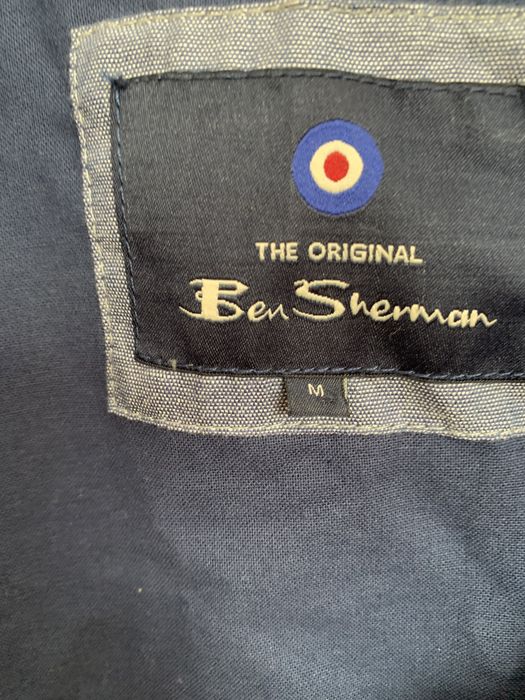 THE ORIGINAL
Ben Sherman
M